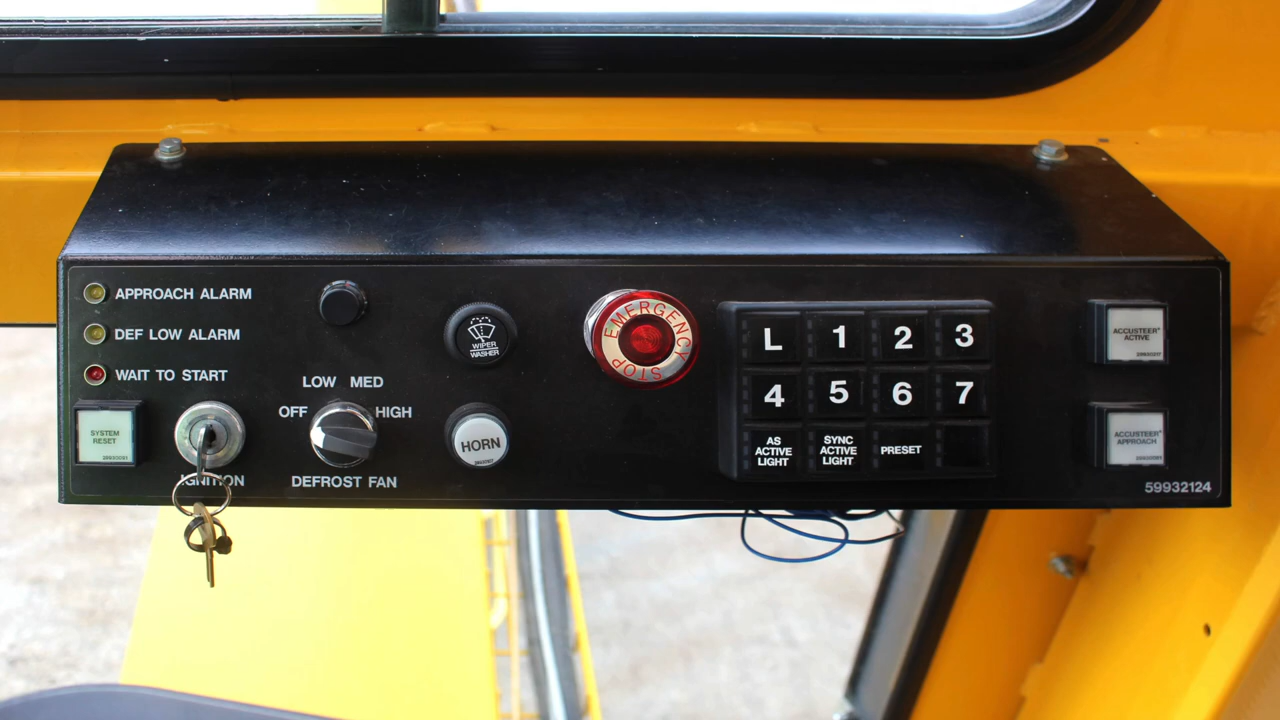 APPROACH ALARM
DEF LOW ALARM
WAIT TO START
SYSTEM
RESET
IGNITION
LOW MED
OFF HIGH
DEFROST FAN
WIPER
WASHER
HORN
EMERGENCY
STOP
L 1 2 3
4 5 6 7
AS
ACTIVE
LIGHT
SYNC
ACTIVE
LIGHT
PRESET
ACCUSTEER
ACTIVE
ACCUSTEER
APPROACH
59932124